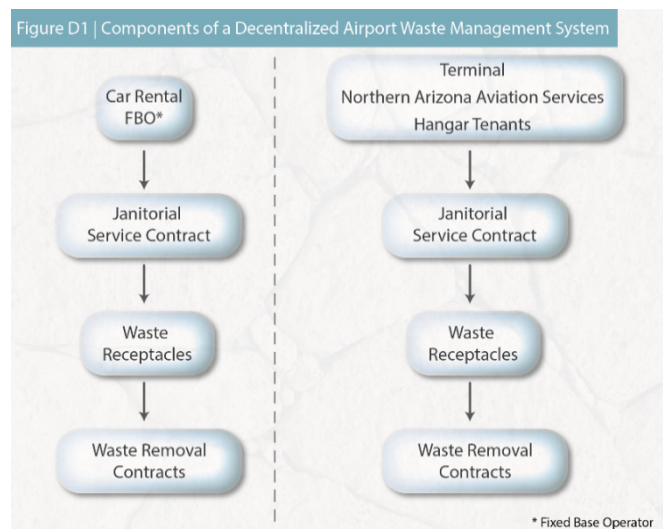 Figure D1 | Components of a Decentralized Airport Waste Management System
Car Rental
FBO*
Janitorial
Service Contract
Waste
Receptacles
Waste Removal
Contracts
Terminal
Northern Arizona Aviation Services
Hangar Tenants
Janitorial
Service Contract
Waste
Receptacles
Waste Removal
Contracts
* Fixed Base Operator